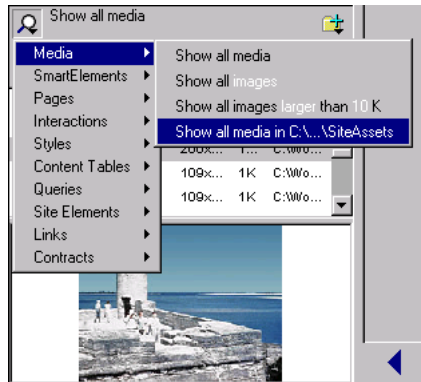 Show all media
Media
SmartElements
Pages
Interactions
Styles
Content Tables
Queries
Site Elements
Links
Contracts
Show all media
Show all images
Show all images larger than 10 K
Show all media in C:\...\SiteAssets
109x... 1K C:\Wo...
109x... 1K C:\Wo...